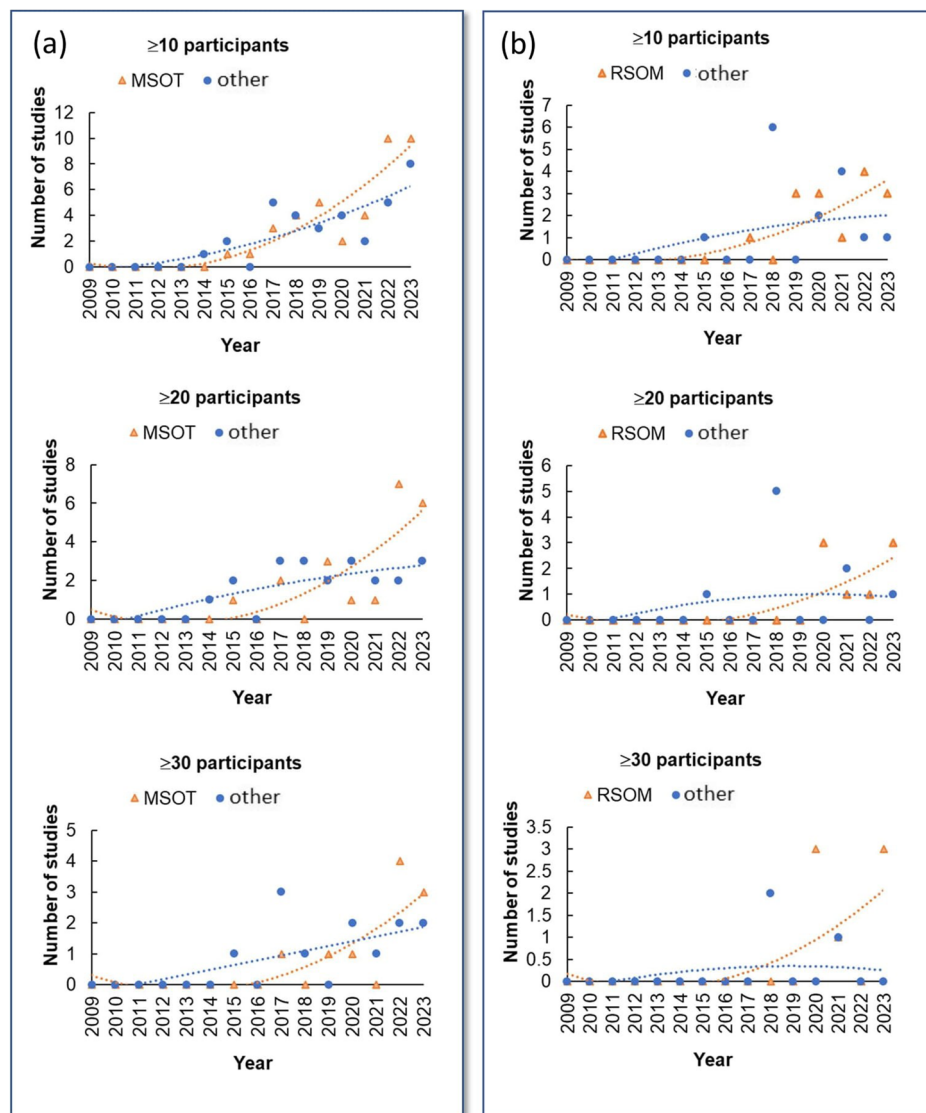 (a)
≥10 participants
MSOT other
Number of studies
12
10
8
6
4
2
0
2009 2010 2011 2012 2013 2014 2015 2016 2017 2018 2019 2020 2021 2022 2023
Year
≥20 participants
MSOT other
Number of studies
8
6
4
2
0
2009 2010 2011 2012 2013 2014 2015 2016 2017 2018 2019 2020 2021 2022 2023
Year
≥30 participants
MSOT other
Number of studies
5
4
3
2
1
0
2009 2010 2011 2012 2013 2014 2015 2016 2017 2018 2019 2020 2021 2022 2023
Year
(b)
≥10 participants
RSOM other
Number of studies
7
6
5
4
3
2
1
0
2009 2010 2011 2012 2013 2014 2015 2016 2017 2018 2019 2020 2021 2022 2023
Year
≥20 participants
RSOM other
Number of studies
6
5
4
3
2
1
0
2009 2010 2011 2012 2013 2014 2015 2016 2017 2018 2019 2020 2021 2022 2023
Year
≥30 participants
RSOM other
Number of studies
3.5
3
2.5
2
1.5
1
0.5
0
2009 2010 2011 2012 2013 2014 2015 2016 2017 2018 2019 2020 2021 2022 2023
Year